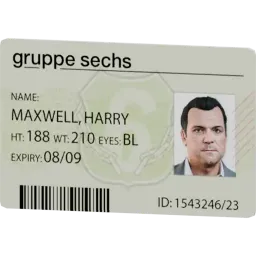 gruppe sechs
NAME:
MAXWELL, HARRY
HT: 188 WT: 210 EYES: BL
EXPIRY: 08/09
ID: 1543246/23